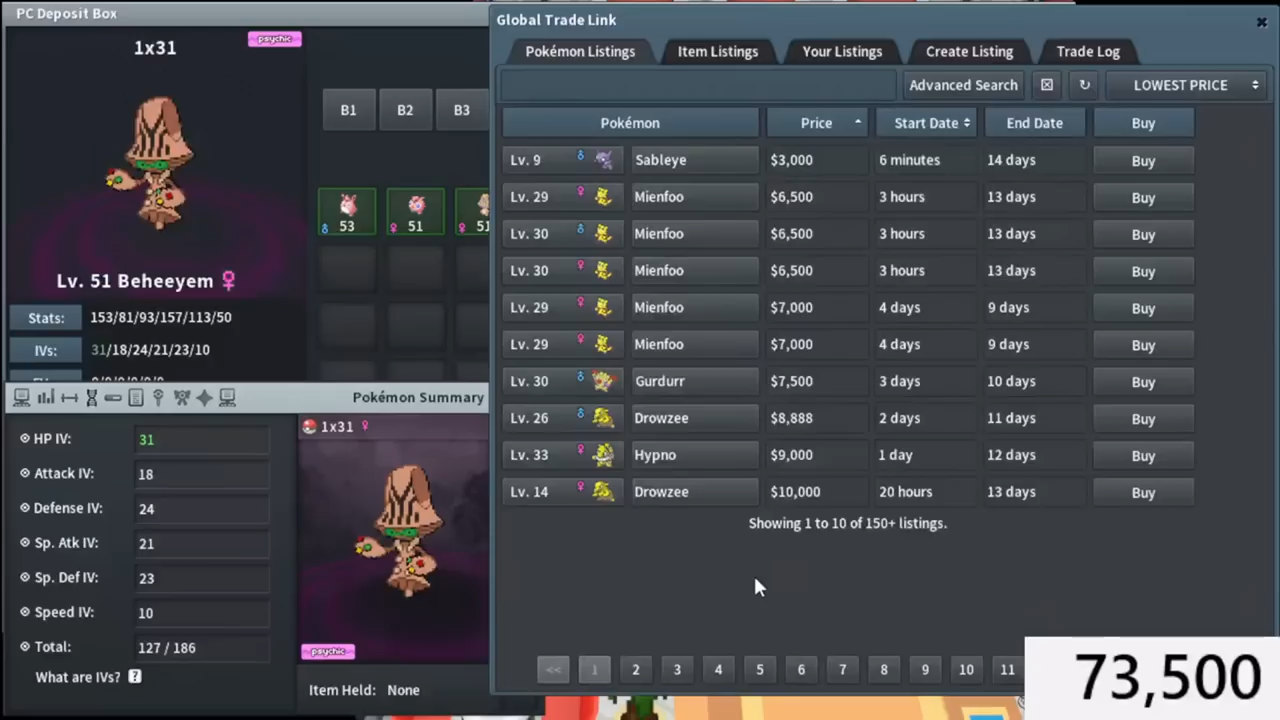 PC Deposit Box
1x31
psychic
B1
B2
B3
53
51
51
Lv. 51 Beheeyem ♀
Stats: 153/81/93/157/113/50
IVs: 31/18/24/21/23/10
Pokémon Summary
HP IV: 31
Attack IV: 18
Defense IV: 24
Sp. Atk IV: 21
Sp. Def IV: 23
Speed IV: 10
Total: 127 / 186
What are IVs? ?
1x31 ♀
psychic
Item Held: None
Global Trade Link
Pokémon Listings
Item Listings
Your Listings
Create Listing
Trade Log
Advanced Search
LOWEST PRICE
Pokémon Price Start Date End Date Buy
Lv. 9 ♂ Sableye $3,000 6 minutes 14 days Buy
Lv. 29 ♀ Mienfoo $6,500 3 hours 13 days Buy
Lv. 30 ♂ Mienfoo $6,500 3 hours 13 days Buy
Lv. 30 ♀ Mienfoo $6,500 3 hours 13 days Buy
Lv. 29 ♀ Mienfoo $7,000 4 days 9 days Buy
Lv. 29 ♀ Mienfoo $7,000 4 days 9 days Buy
Lv. 30 ♂ Gurdurr $7,500 3 days 10 days Buy
Lv. 26 ♂ Drowzee $8,888 2 days 11 days Buy
Lv. 33 ♀ Hypno $9,000 1 day 12 days Buy
Lv. 14 ♀ Drowzee $10,000 20 hours 13 days Buy
Showing 1 to 10 of 150+ listings.
<< 1 2 3 4 5 6 7 8 9 10 11
73,500